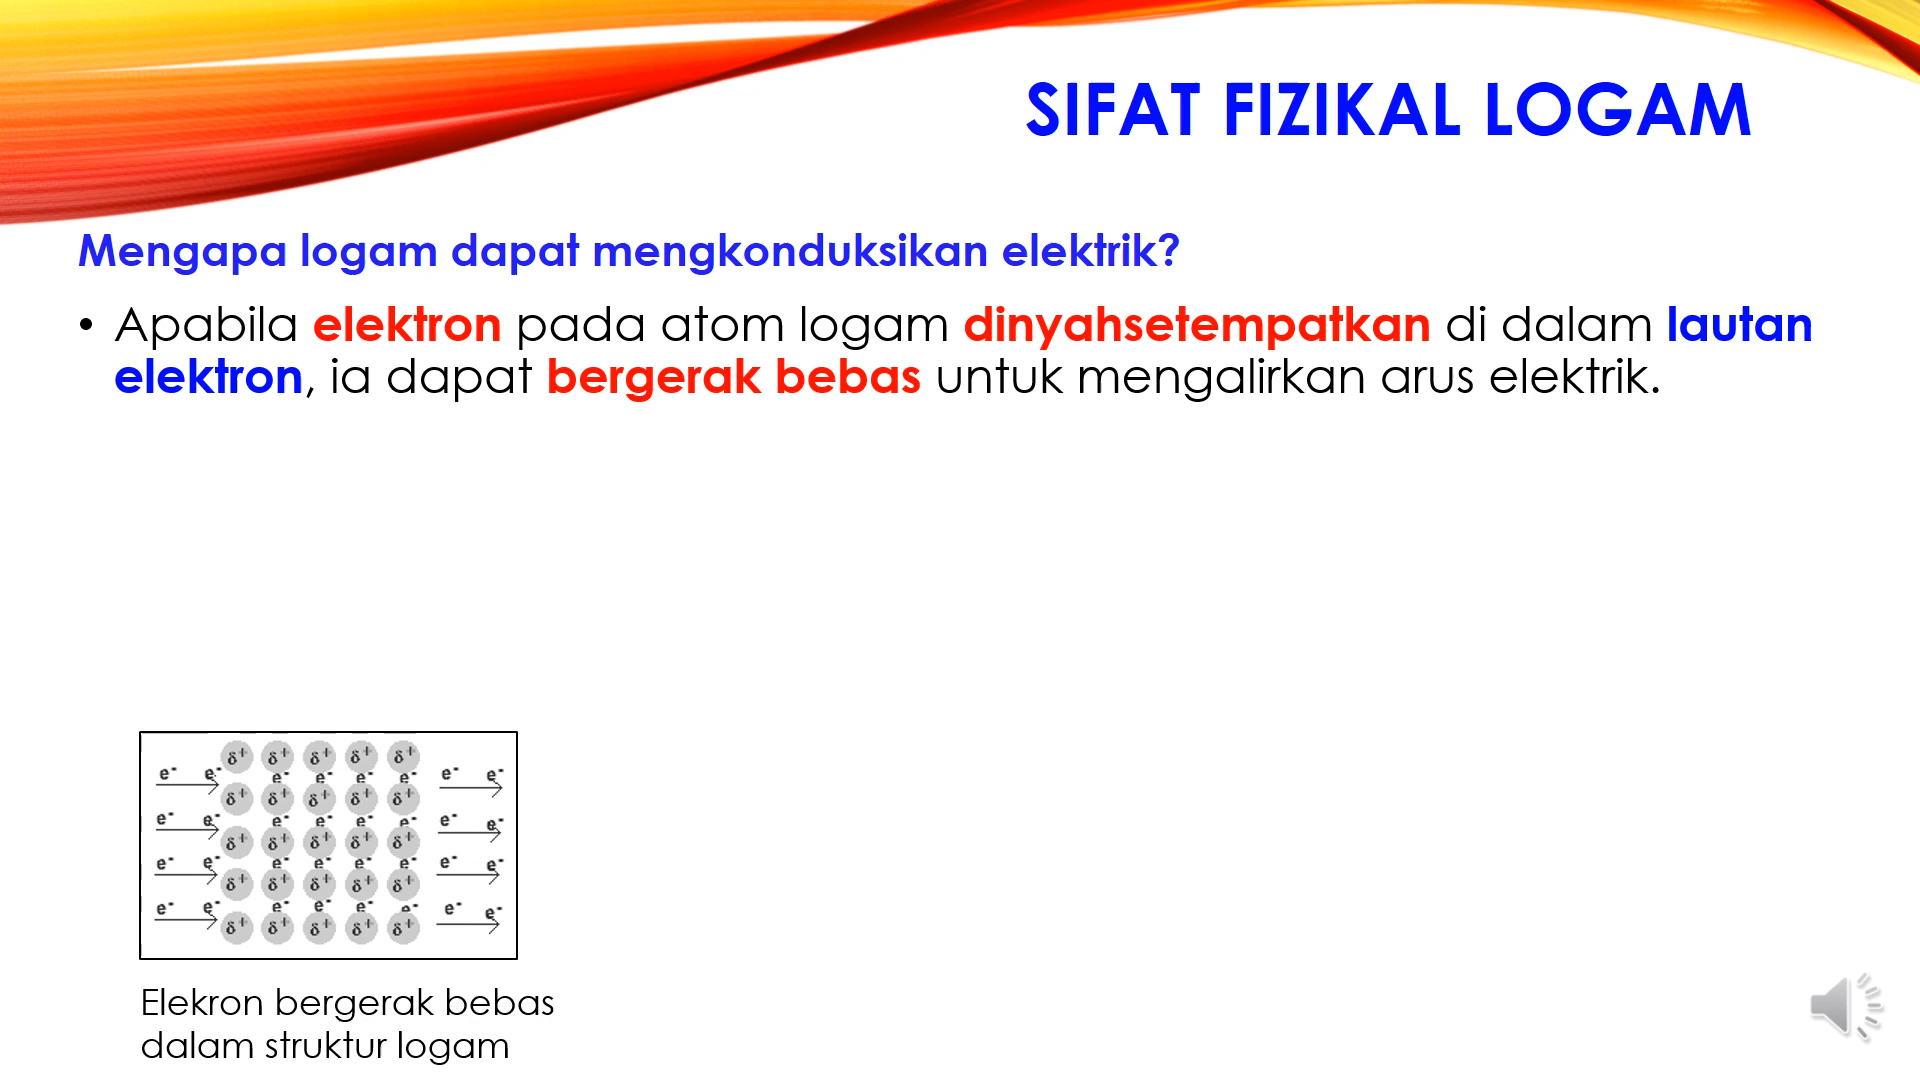 SIFAT FIZIKAL LOGAM
Mengapa logam dapat mengkonduksikan elektrik?
• Apabila elektron pada atom logam dinyahsetempatkan di dalam lautan
elektron, ia dapat bergerak bebas untuk mengalirkan arus elektrik.
δ+ δ+ δ+ δ+ δ+
e- e- e- e- e- e- e- e-
δ+ δ+ δ+ δ+ δ+
e- e- e- e- e- e- e- e-
δ+ δ+ δ+ δ+ δ+
e- e- e- e- e- e- e- e-
δ+ δ+ δ+ δ+ δ+
e- e- e- e- e- e- e- e-
δ+ δ+ δ+ δ+ δ+
Elekron bergerak bebas
dalam struktur logam